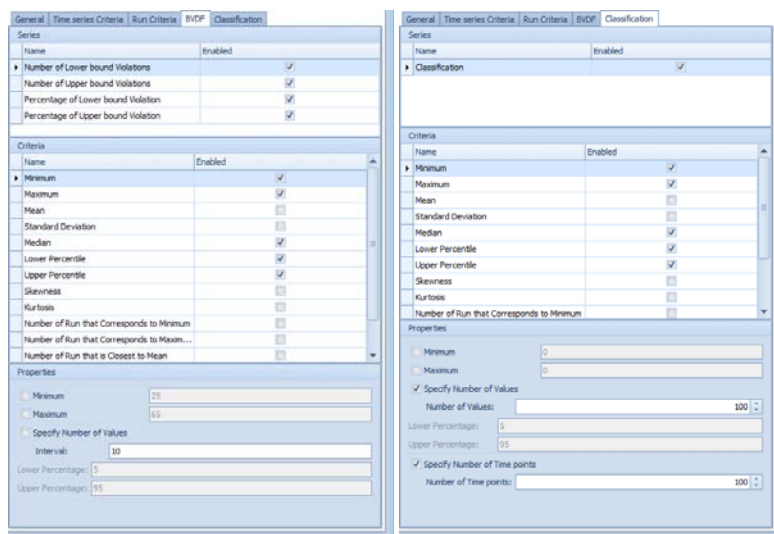 General Time series Criteria Run Criteria BVDF Classification
Series
Name Enabled
Number of Lower bound Violations
Number of Upper bound Violations
Percentage of Lower bound Violation
Percentage of Upper bound Violation
Criteria
Name Enabled
Minimum
Maximum
Mean
Standard Deviation
Median
Lower Percentile
Upper Percentile
Skewness
Kurtosis
Number of Run that Corresponds to Minimum
Number of Run that Corresponds to Maxim...
Number of Run that is Closest to Mean
Properties
Minimum 25
Maximum 65
Specify Number of Values
Interval: 10
Lower Percentage: 5
Upper Percentage: 95
General Time series Criteria Run Criteria BVDF Classification
Series
Name Enabled
Classification
Criteria
Name Enabled
Minimum
Maximum
Mean
Standard Deviation
Median
Lower Percentile
Upper Percentile
Skewness
Kurtosis
Number of Run that Corresponds to Minimum
Properties
Minimum 0
Maximum 0
Specify Number of Values
Number of Values: 100
Lower Percentage: 5
Upper Percentage: 95
Specify Number of Time points
Number of Time points: 100